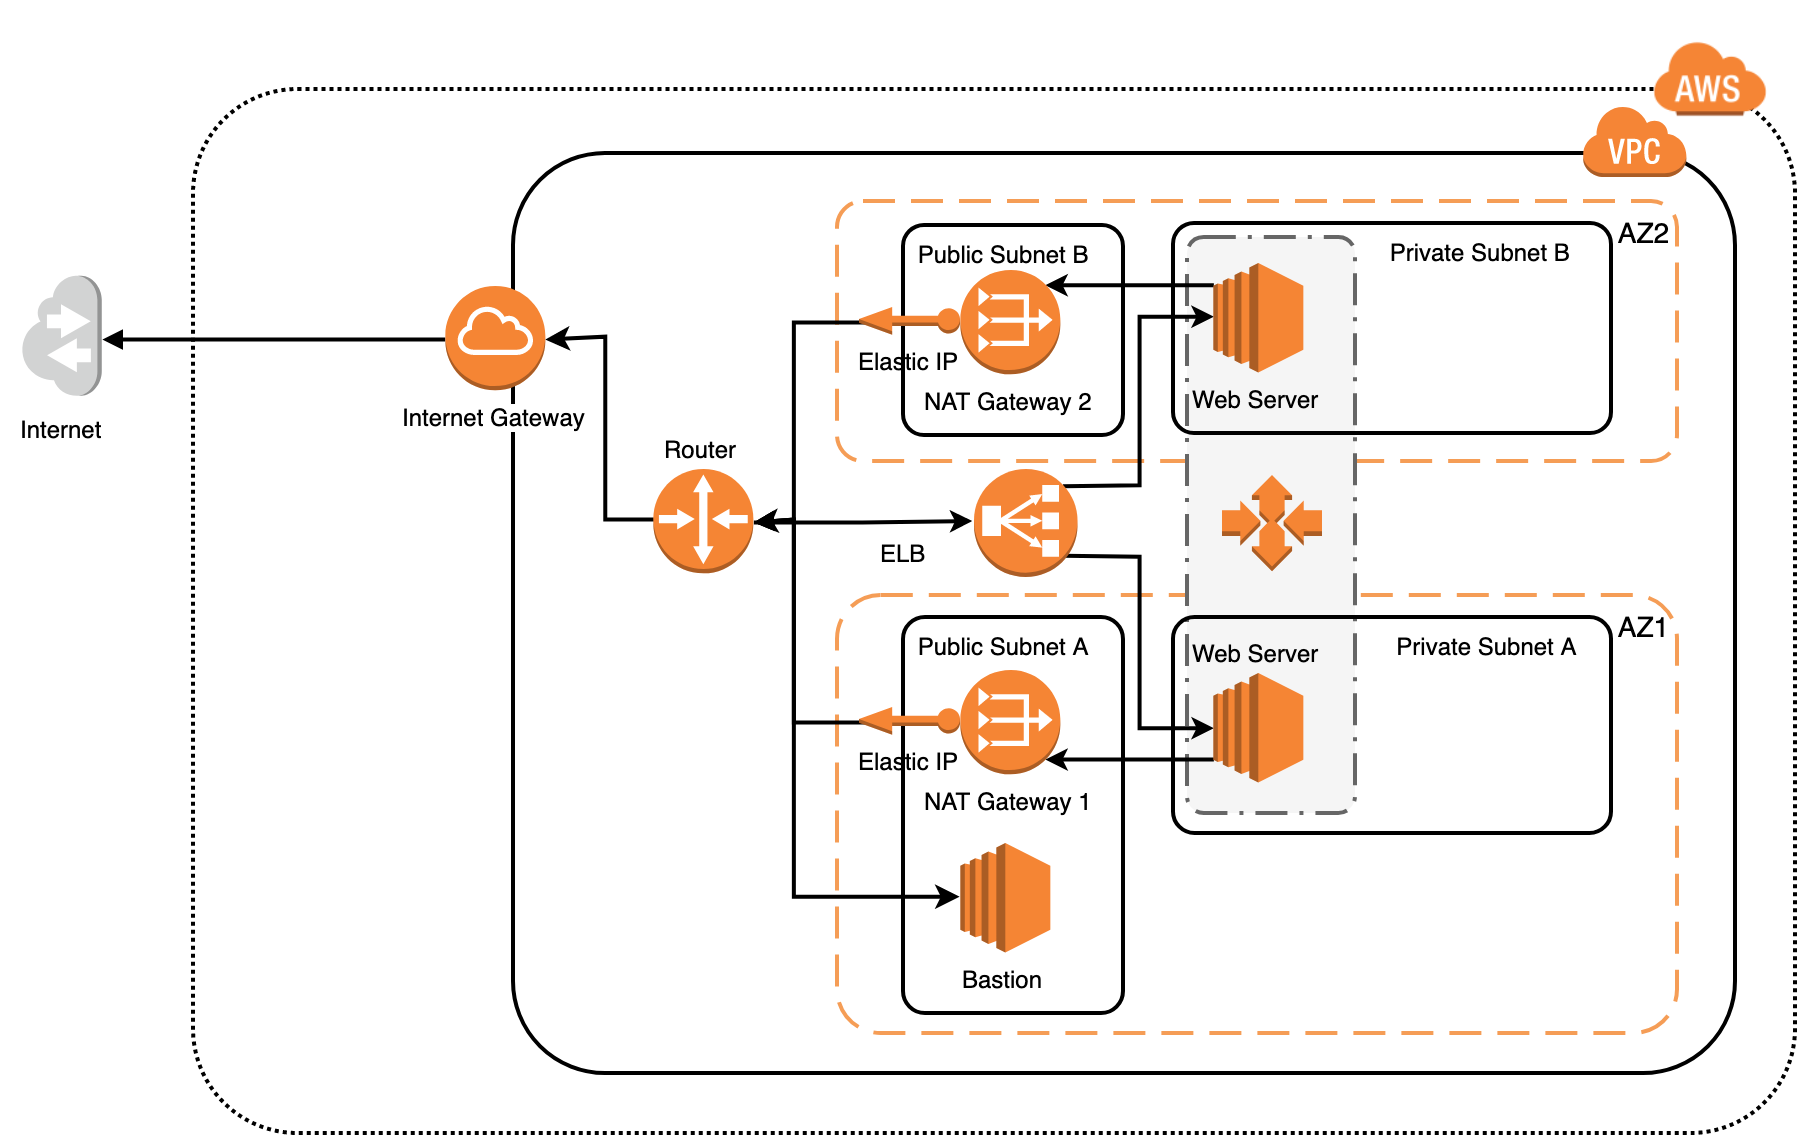 AWS
VPC
AZ2
Public Subnet B
Private Subnet B
Elastic IP
NAT Gateway 2
Web Server
Internet
Internet Gateway
Router
ELB
AZ1
Public Subnet A
Web Server
Private Subnet A
Elastic IP
NAT Gateway 1
Bastion